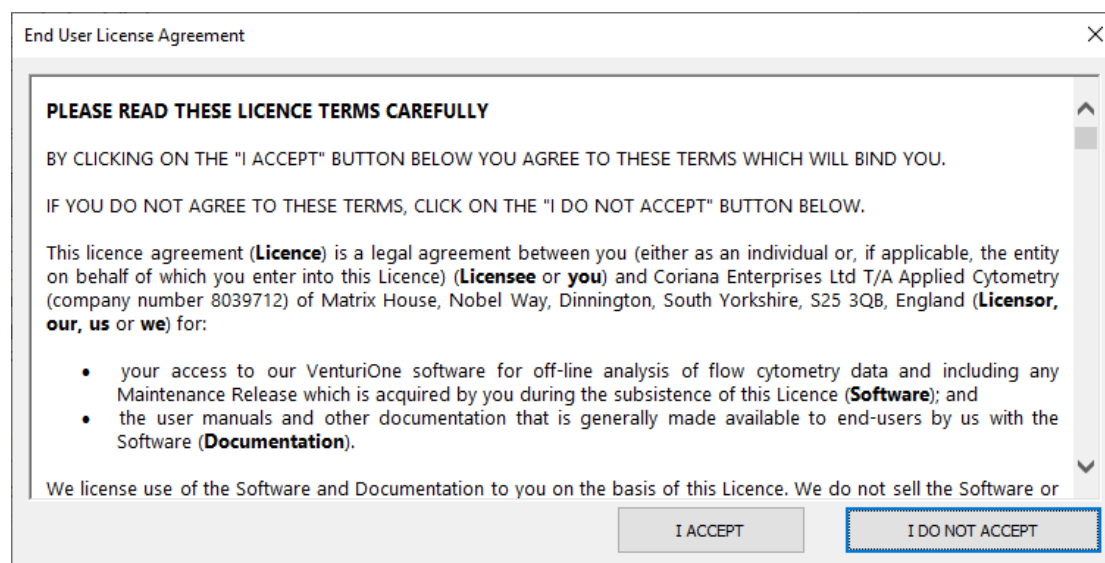 End User License Agreement
PLEASE READ THESE LICENCE TERMS CAREFULLY
BY CLICKING ON THE "I ACCEPT" BUTTON BELOW YOU AGREE TO THESE TERMS WHICH WILL BIND YOU.
IF YOU DO NOT AGREE TO THESE TERMS, CLICK ON THE "I DO NOT ACCEPT" BUTTON BELOW.
This licence agreement (Licence) is a legal agreement between you (either as an individual or, if applicable, the entity
on behalf of which you enter into this Licence) (Licensee or you) and Coriana Enterprises Ltd T/A Applied Cytometry
(company number 8039712) of Matrix House, Nobel Way, Dinnington, South Yorkshire, S25 3QB, England (Licensor,
our, us or we) for:
• your access to our VenturiOne software for off-line analysis of flow cytometry data and including any
Maintenance Release which is acquired by you during the subsistence of this Licence (Software); and
• the user manuals and other documentation that is generally made available to end-users by us with the
Software (Documentation).
We license use of the Software and Documentation to you on the basis of this Licence. We do not sell the Software or
I ACCEPT
I DO NOT ACCEPT